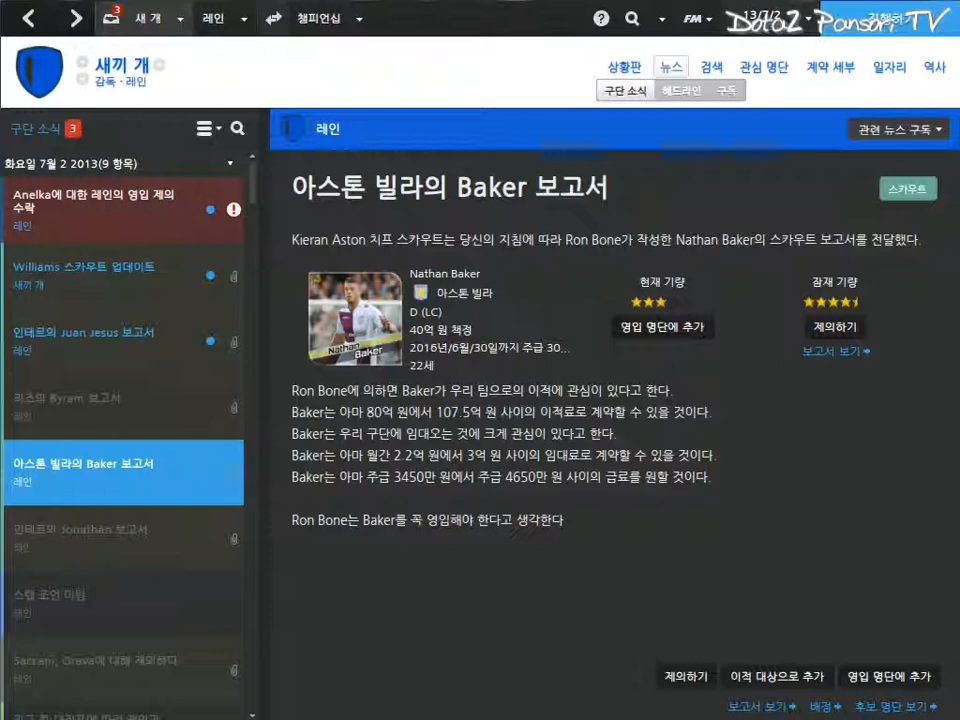 3
새 개
레인
챔피언십
FM
13/7/2
Dota2 Pansori TV
새끼 개
감독 - 레인
상황판
뉴스
검색
관심 명단
계약 세부
일자리
역사
구단 소식
헤드라인
구독
구단 소식 3
레인
관련 뉴스 구독
화요일 7월 2 2013(9 항목)
Anelka에 대한 레인의 영입 제의
수락
레인
Williams 스카우트 업데이트
새끼 개
인테르의 Juan Jesus 보고서
레인
리즈의 Byram 보고서
레인
아스톤 빌라의 Baker 보고서
레인
인테르의 Jonathan 보고서
레인
스탭 조언 미팅
레인
레인
아스톤 빌라의 Baker 보고서
스카우트
Kieran Aston 치프 스카우트는 당신의 지침에 따라 Ron Bone가 작성한 Nathan Baker의 스카우트 보고서를 전달했다.
Nathan Baker
아스톤 빌라
D (LC)
40억 원 책정
2016년/6월/30일까지 주급 30...
22세
Nathan
Baker
현재 기량
영입 명단에 추가
잠재 기량
제의하기
보고서 보기
Ron Bone에 의하면 Baker가 우리 팀으로의 이적에 관심이 있다고 한다.
Baker는 아마 80억 원에서 107.5억 원 사이의 이적료로 계약할 수 있을 것이다.
Baker는 우리 구단에 임대오는 것에 크게 관심이 있다고 한다.
Baker는 아마 월간 2.2억 원에서 3억 원 사이의 임대료로 계약할 수 있을 것이다.
Baker는 아마 주급 3450만 원에서 주급 4650만 원 사이의 급료를 원할 것이다.
Ron Bone는 Baker를 꼭 영입해야 한다고 생각한다
제의하기
이적 대상으로 추가
영입 명단에 추가
보고서 보기
배정
후보 명단 보기